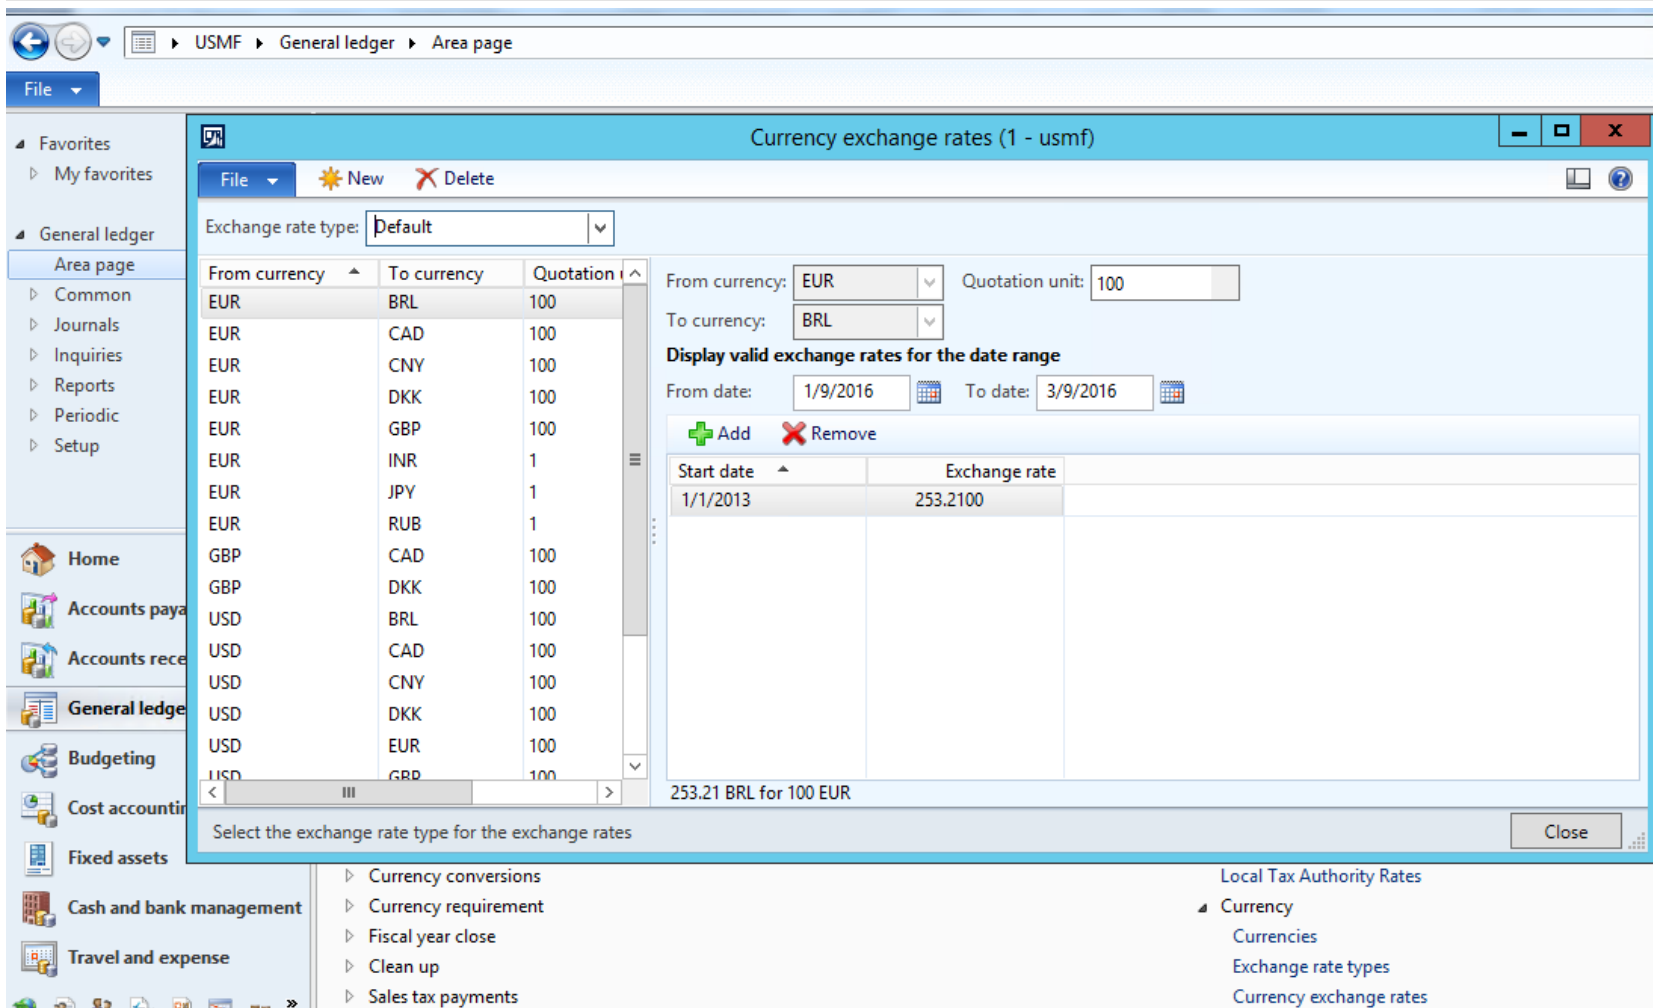 USMF General ledger Area page
File
Favorites
My favorites
General ledger
Area page
Common
Journals
Inquiries
Reports
Periodic
Setup
Home
Accounts paya
Accounts rece
General ledge
Budgeting
Cost accountin
Fixed assets
Cash and bank management
Travel and expense
Currency exchange rates (1 - usmf)
File New Delete
Exchange rate type: Default
From currency To currency Quotation
EUR BRL 100
EUR CAD 100
EUR CNY 100
EUR DKK 100
EUR GBP 100
EUR INR 1
EUR JPY 1
EUR RUB 1
GBP CAD 100
GBP DKK 100
USD BRL 100
USD CAD 100
USD CNY 100
USD DKK 100
USD EUR 100
USD GBP 100
From currency: EUR Quotation unit: 100
To currency: BRL
Display valid exchange rates for the date range
From date: 1/9/2016 To date: 3/9/2016
Add Remove
Start date Exchange rate
1/1/2013 253.2100
253.21 BRL for 100 EUR
Select the exchange rate type for the exchange rates
Close
Currency conversions
Currency requirement
Fiscal year close
Clean up
Sales tax payments
Local Tax Authority Rates
Currency
Currencies
Exchange rate types
Currency exchange rates